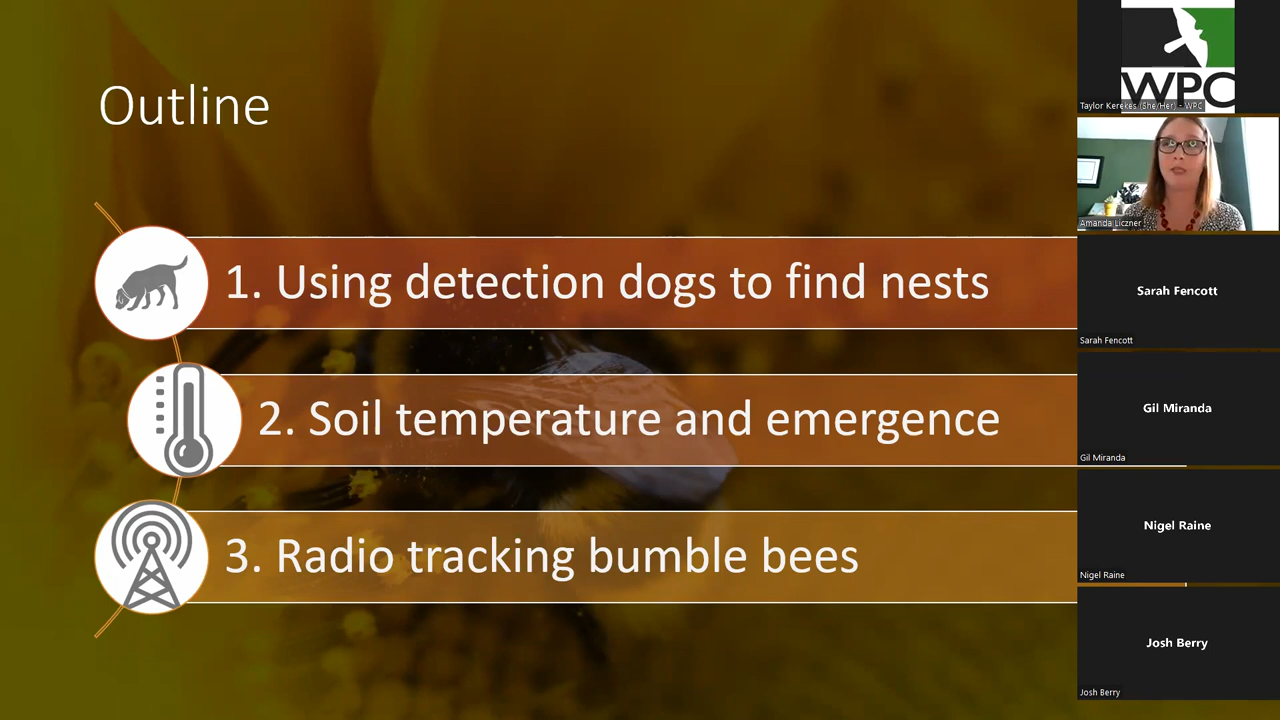 Outline
1. Using detection dogs to find nests
2. Soil temperature and emergence
3. Radio tracking bumble bees
WPC
Taylor Kerekes (She/Her) - WPC
Amanda Liczner
Sarah Fencott
Sarah Fencott
Gil Miranda
Gil Miranda
Nigel Raine
Nigel Raine
Josh Berry
Josh Berry